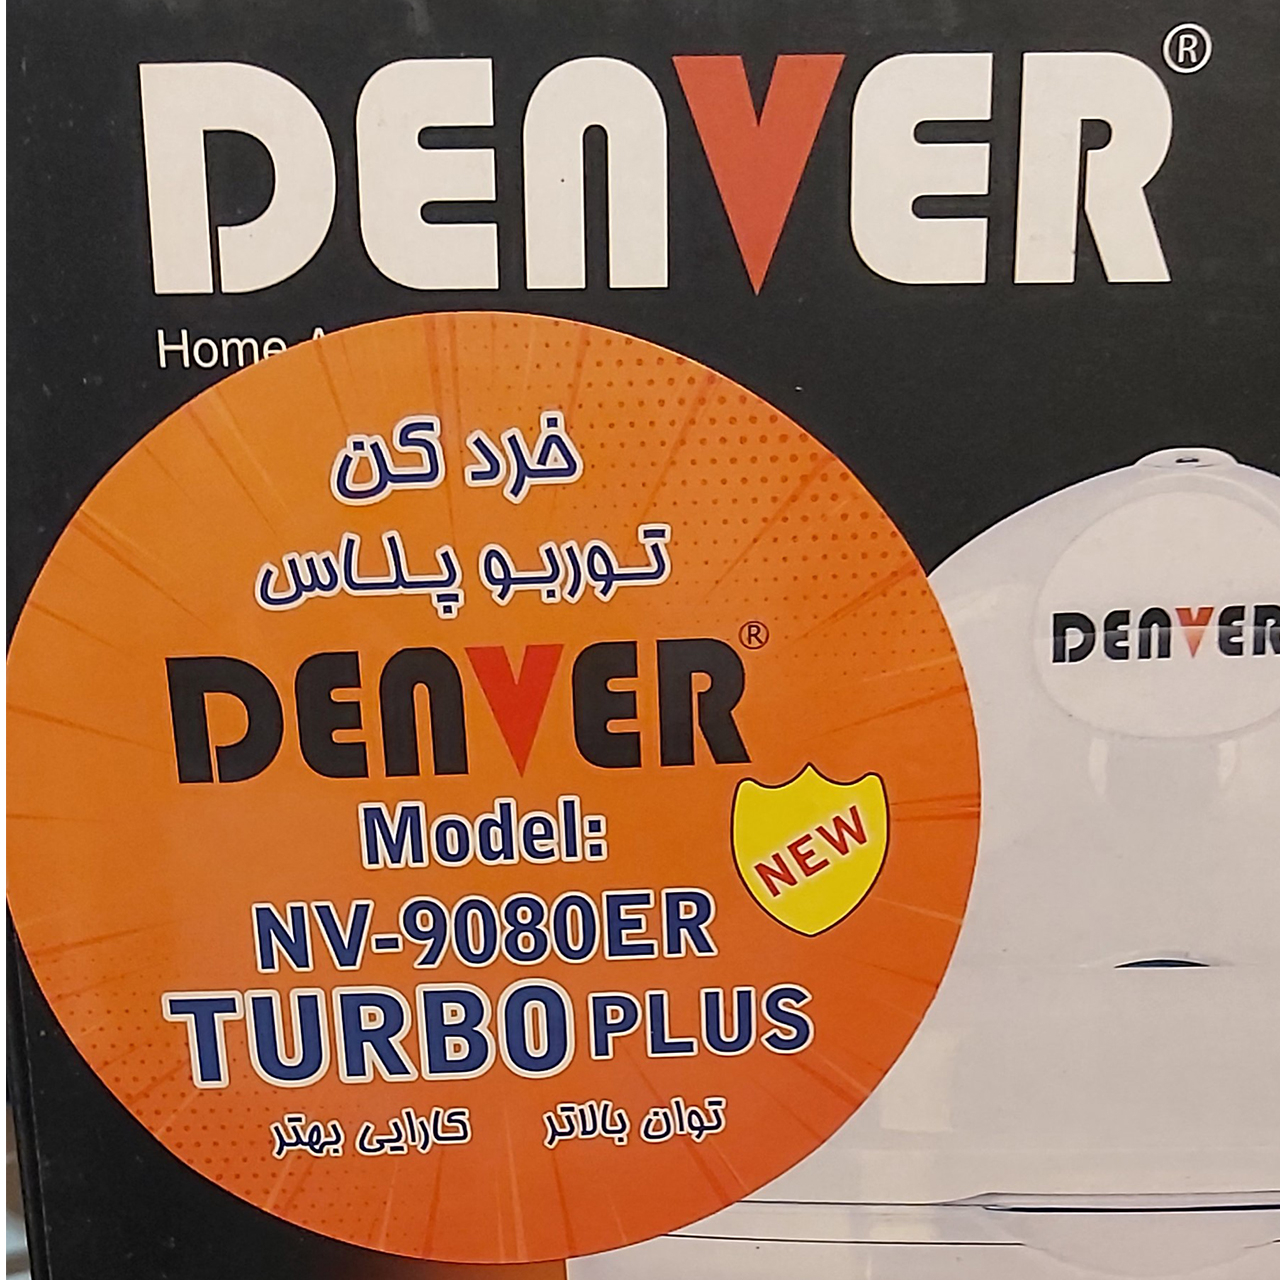 DENVER®
Home
خرد کن
توربو پلاس
DENVER®
Model:
NEW
NV-9080ER
TURBO PLUS
توان بالاتر کارایی بهتر
DENVER